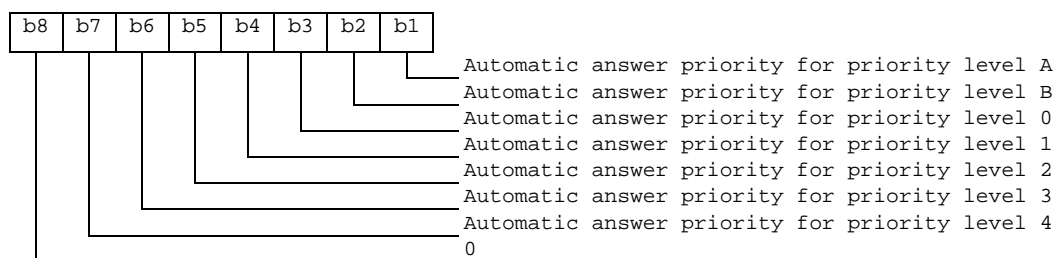 b8 b7 b6 b5 b4 b3 b2 b1
Automatic answer priority for priority level A
Automatic answer priority for priority level B
Automatic answer priority for priority level 0
Automatic answer priority for priority level 1
Automatic answer priority for priority level 2
Automatic answer priority for priority level 3
Automatic answer priority for priority level 4
0